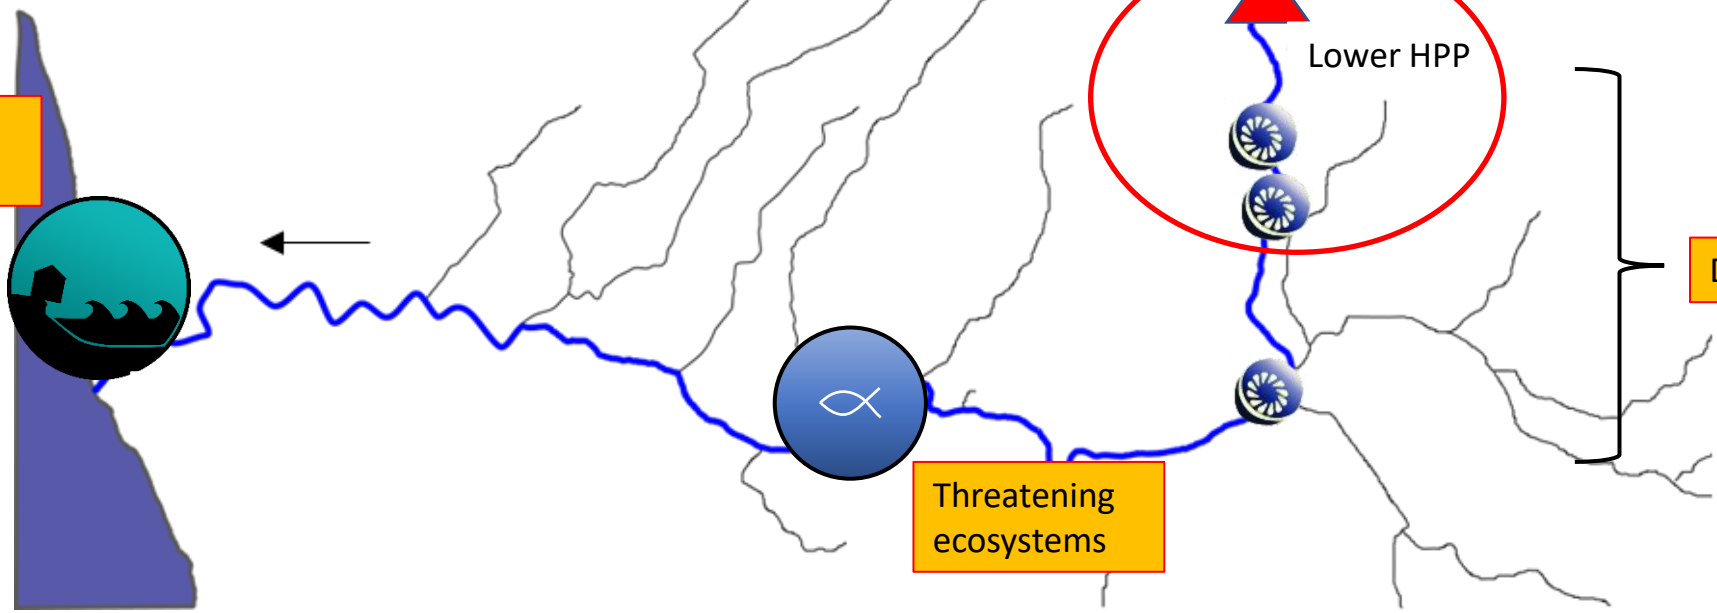 Lower HPP
D
Threatening
ecosystems